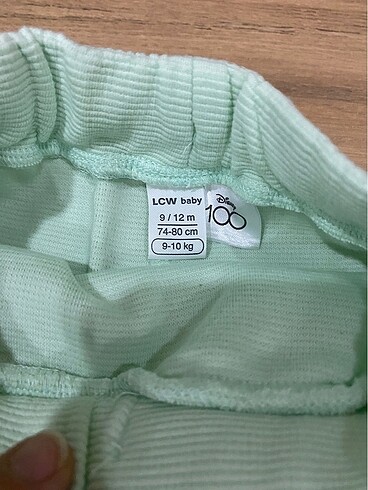 LCW baby
9 / 12 m
74-80 cm
9-10 kg
Disney
100